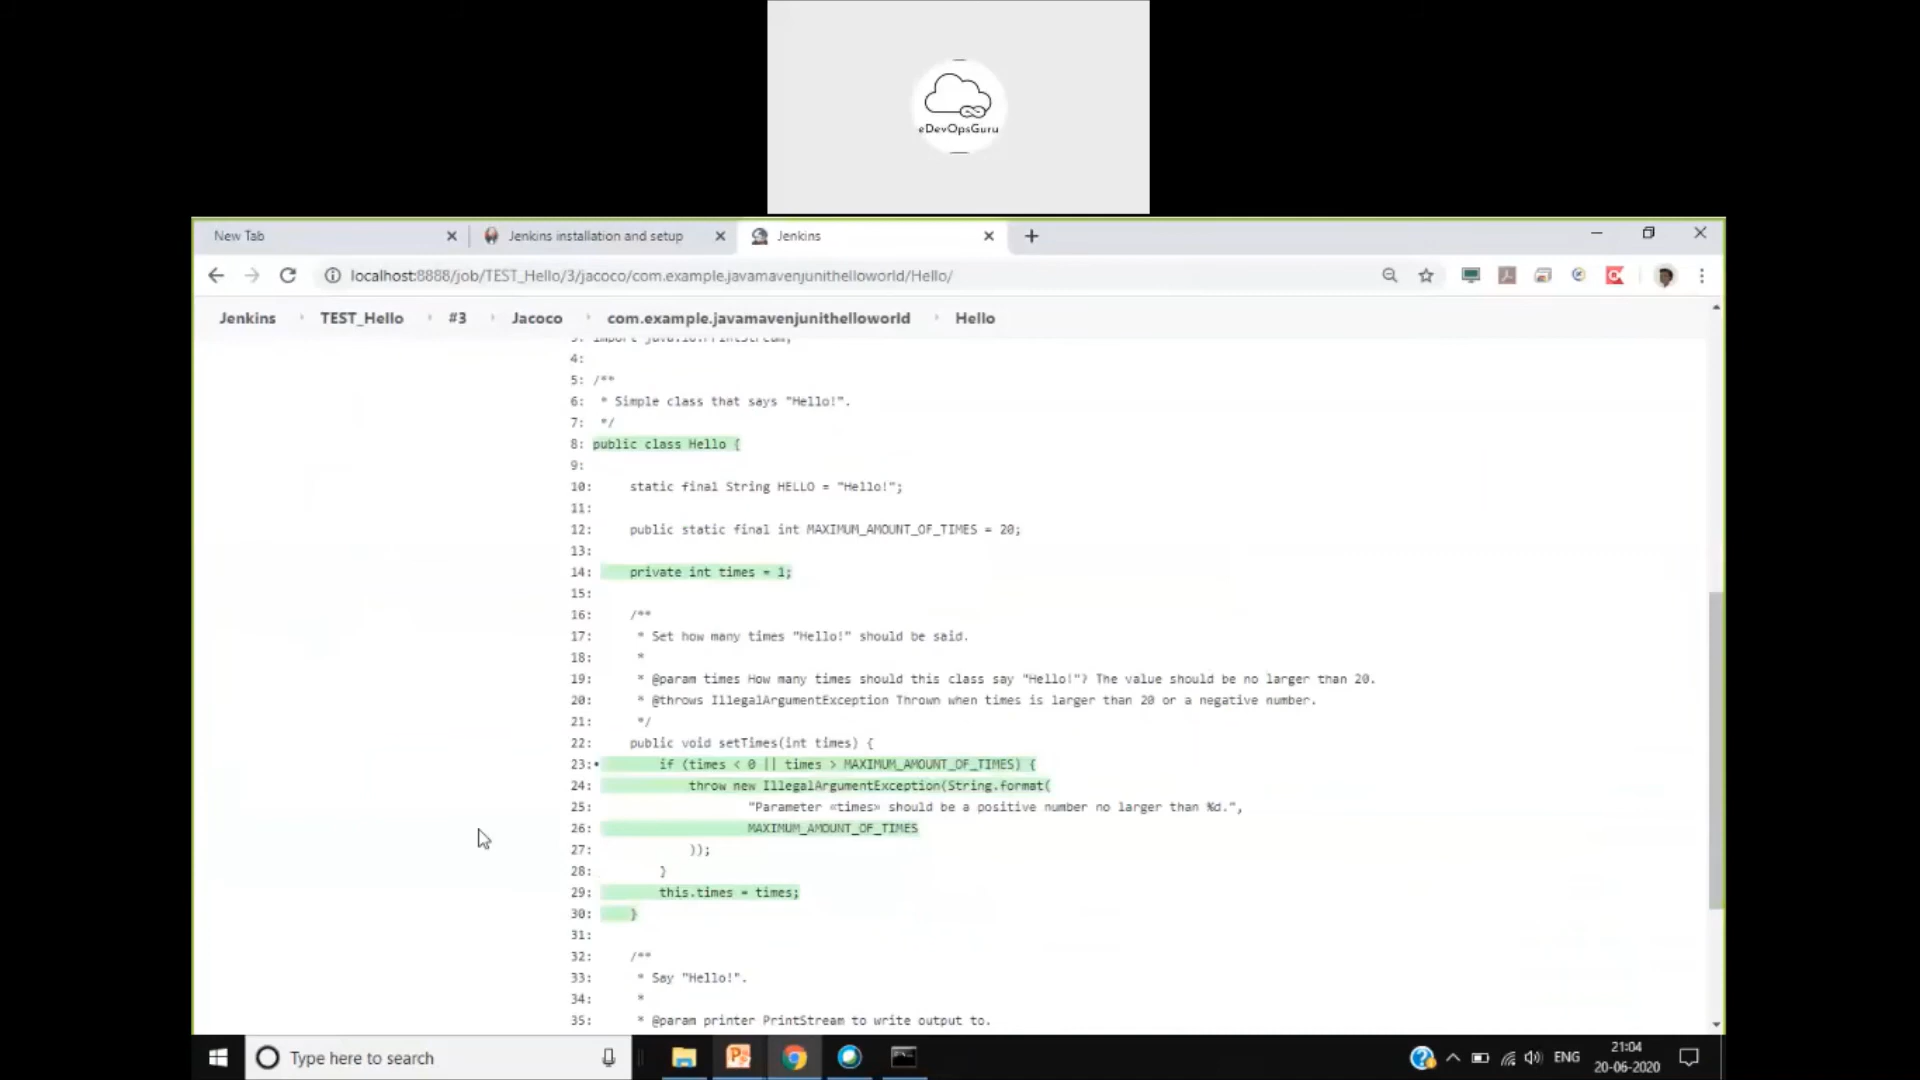 eDevOpsGuru
New Tab
Jenkins installation and setup
Jenkins
localhost:8888/job/TEST_Hello/3/jacoco/com.example.javamavenjunithelloworld/Hello/
Jenkins
TEST_Hello
#3
Jacoco
com.example.javamavenjunithelloworld
Hello
3: import java.io.PrintStream;
4:
5: /**
6: * Simple class that says "Hello!".
7: */
8: public class Hello {
9:
10: static final String HELLO = "Hello!";
11:
12: public static final int MAXIMUM_AMOUNT_OF_TIMES = 20;
13:
14: private int times = 1;
15:
16: /**
17: * Set how many times "Hello!" should be said.
18: *
19: * @param times How many times should this class say "Hello!"? The value should be no larger than 20.
20: * @throws IllegalArgumentException Thrown when times is larger than 20 or a negative number.
21: */
22: public void setTimes(int times) {
23: if (times < 0 || times > MAXIMUM_AMOUNT_OF_TIMES) {
24: throw new IllegalArgumentException(String.format(
25: "Parameter «times» should be a positive number no larger than %d.",
26: MAXIMUM_AMOUNT_OF_TIMES
27: ));
28: }
29: this.times = times;
30: }
31:
32: /**
33: * Say "Hello!".
34: *
35: * @param printer PrintStream to write output to.
Type here to search
ENG
21:04
20-06-2020